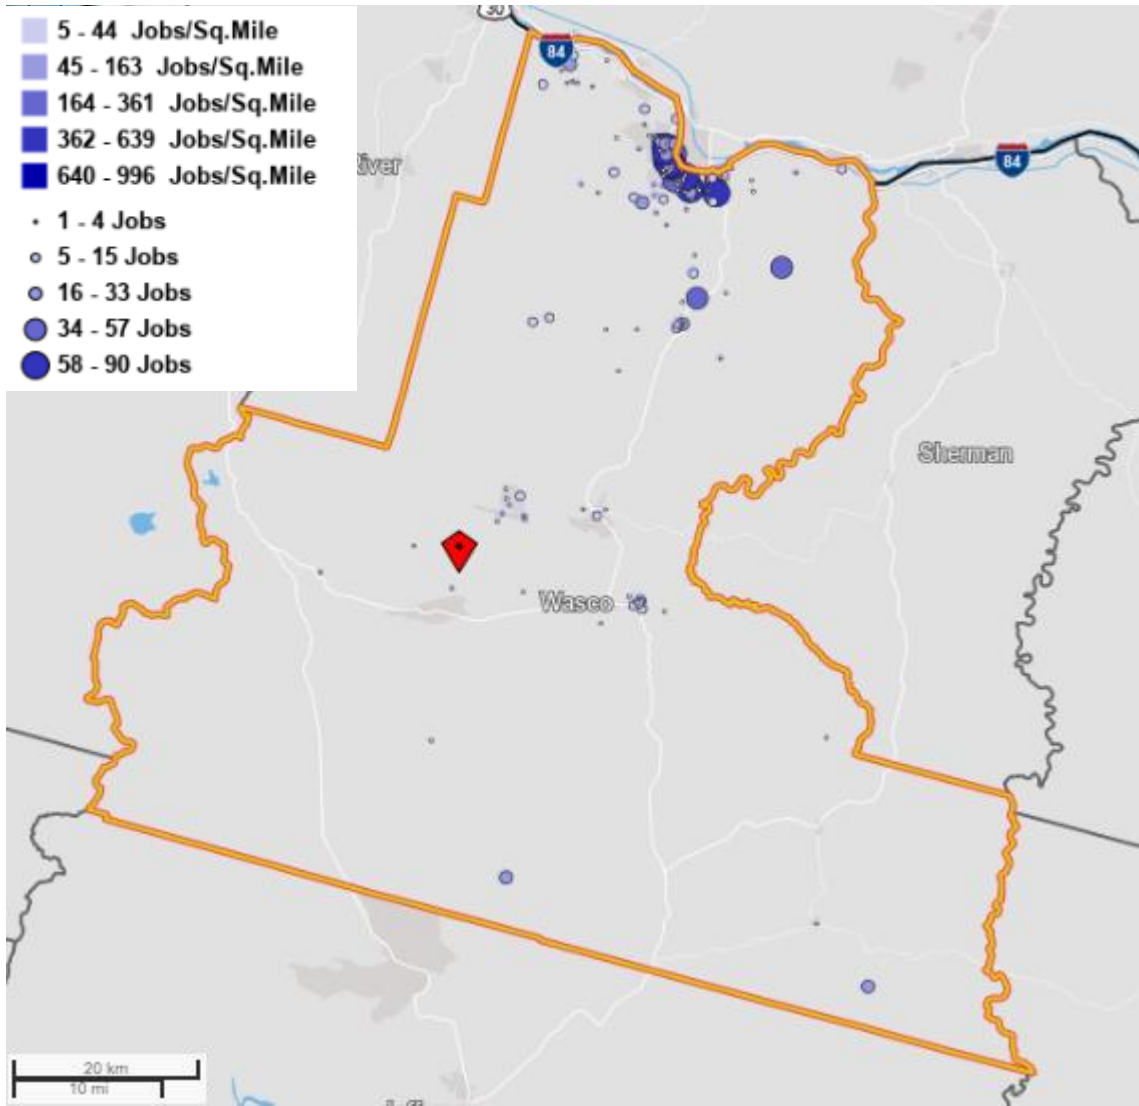 5 - 44 Jobs/Sq.Mile
45 - 163 Jobs/Sq.Mile
164 - 361 Jobs/Sq.Mile
362 - 639 Jobs/Sq.Mile
640 - 996 Jobs/Sq.Mile
1 - 4 Jobs
5 - 15 Jobs
16 - 33 Jobs
34 - 57 Jobs
58 - 90 Jobs
30
84
84
River
Sherman
Wasco
20 km
10 mi